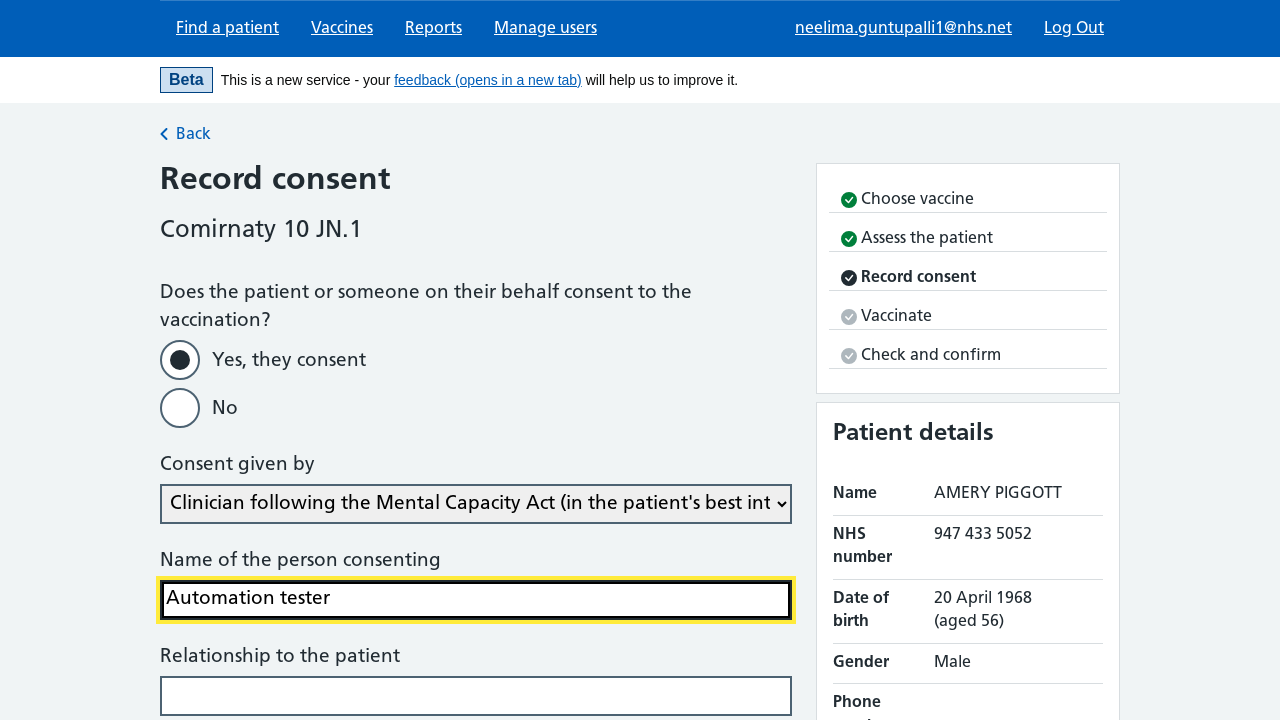 Find a patient Vaccines Reports Manage users neelima.guntupalli1@nhs.net Log Out
Beta This is a new service - your feedback (opens in a new tab) will help us to improve it.
Back
Record consent
Comirnaty 10 JN.1
Does the patient or someone on their behalf consent to the
vaccination?
Yes, they consent
No
Consent given by
Clinician following the Mental Capacity Act (in the patient's best int
Name of the person consenting
Automation tester
Relationship to the patient
Choose vaccine
Assess the patient
Record consent
Vaccinate
Check and confirm
Patient details
Name AMERY PIGGOTT
NHS 947 433 5052
number
Date of 20 April 1968
birth (aged 56)
Gender Male
Phone